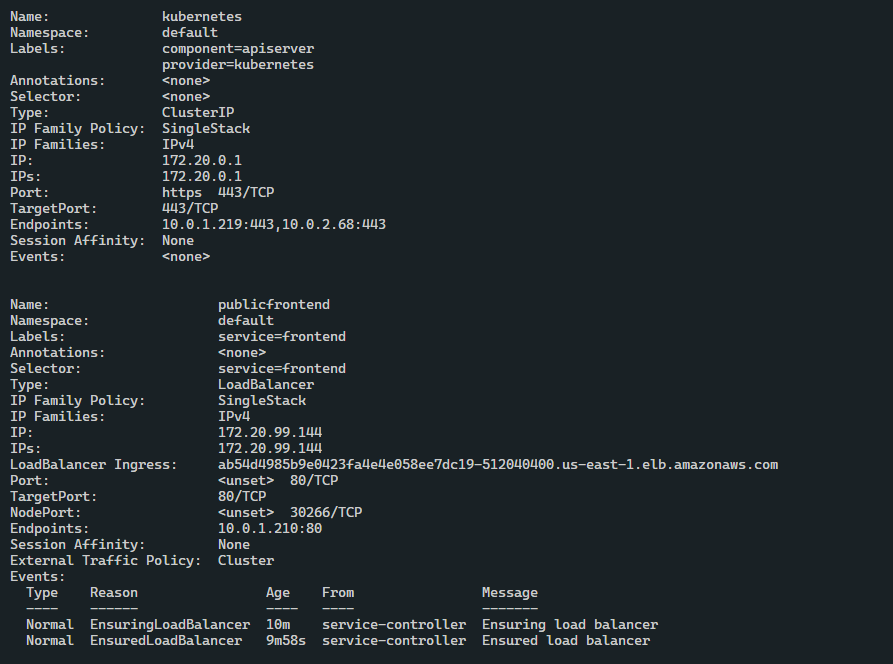 Name:              kubernetes
Namespace:         default
Labels:            component=apiserver
                   provider=kubernetes
Annotations:       <none>
Selector:          <none>
Type:              ClusterIP
IP Family Policy:  SingleStack
IP Families:       IPv4
IP:                172.20.0.1
IPs:               172.20.0.1
Port:              https  443/TCP
TargetPort:        443/TCP
Endpoints:         10.0.1.219:443,10.0.2.68:443
Session Affinity:  None
Events:            <none>
Name:                     publicfrontend
Namespace:                default
Labels:                   service=frontend
Annotations:              <none>
Selector:                 service=frontend
Type:                     LoadBalancer
IP Family Policy:         SingleStack
IP Families:              IPv4
IP:                       172.20.99.144
IPs:                      172.20.99.144
LoadBalancer Ingress:     ab54d4985b9e0423fa4e4e058ee7dc19-512040400.us-east-1.elb.amazonaws.com
Port:                     <unset>  80/TCP
TargetPort:               80/TCP
NodePort:                 <unset>  30266/TCP
Endpoints:                10.0.1.210:80
Session Affinity:         None
External Traffic Policy:  Cluster
Events:
  Type    Reason                Age    From                Message
  ----    ------                ----   ----                -------
  Normal  EnsuringLoadBalancer  10m    service-controller  Ensuring load balancer
  Normal  EnsuredLoadBalancer   9m58s  service-controller  Ensured load balancer